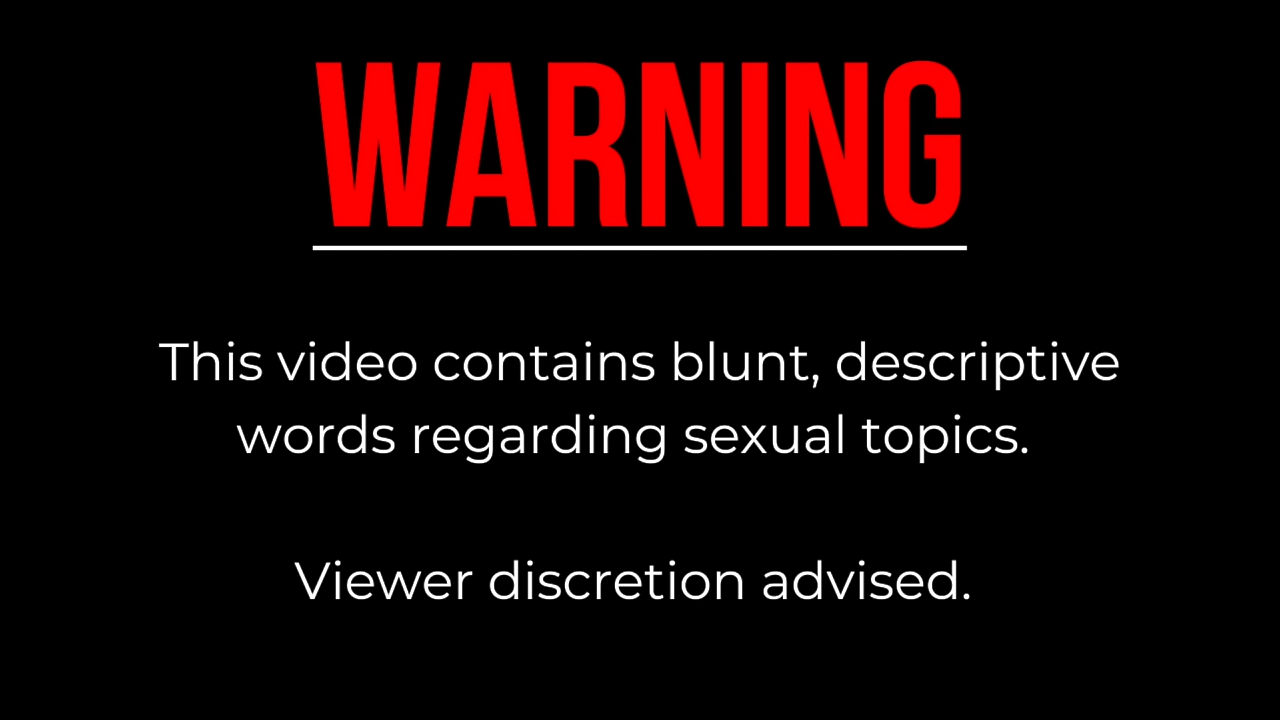 WARNING
This video contains blunt, descriptive
words regarding sexual topics.
Viewer discretion advised.